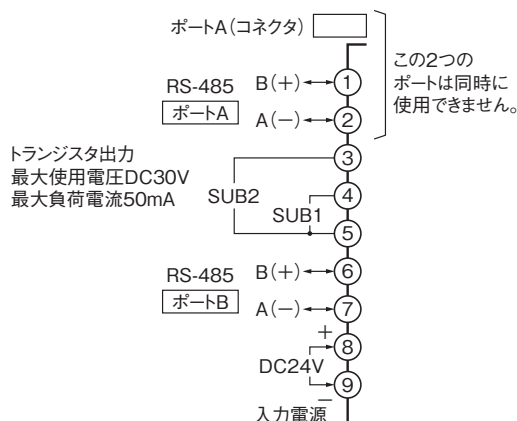 ポートA(コネクタ)
この2つの
ポートは同時に
使用できません。
RS-485
ポートA
B(+)
①
A(−)
②
トランジスタ出力
最大使用電圧DC30V
最大負荷電流50mA
③
SUB2
④
SUB1
⑤
RS-485
ポートB
B(+)
⑥
A(−)
⑦
+
⑧
DC24V
⑨
−
入力電源